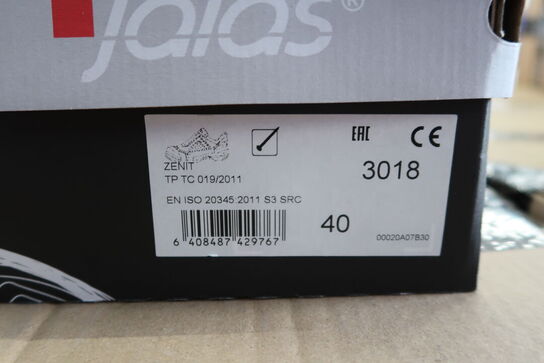 jalas®
ZENIT
TP TC 019/2011
EAC CE
3018
EN ISO 20345:2011 S3 SRC
6 408487 429767
40
00020A07B30